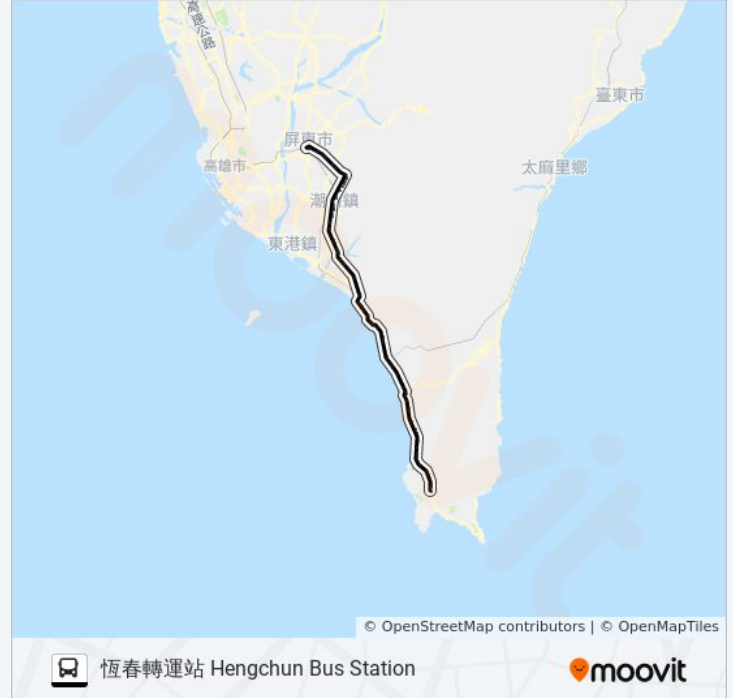 高速公路
臺東市
屏東市
高雄市
太麻里鄉
潮州鎮
東港鎮
moovit
© OpenStreetMap contributors | © OpenMapTiles
恆春轉運站 Hengchun Bus Station
moovit